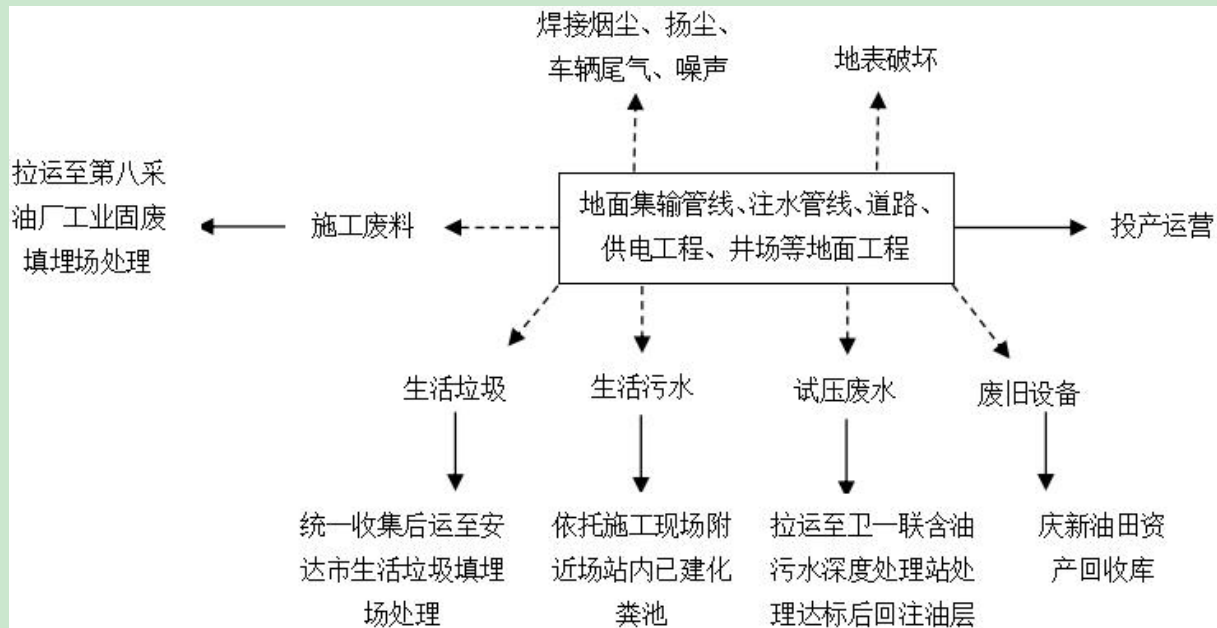 焊接烟尘、扬尘、
车辆尾气、噪声
地表破坏
拉运至第八采
油厂工业固废
填埋场处理
施工废料
地面集输管线、注水管线、道路、
供电工程、井场等地面工程
投产运营
生活垃圾
生活污水
试压废水
废旧设备
统一收集后运至安
达市生活垃圾填埋
场处理
依托施工现场附
近场站内已建化
粪池
拉运至卫一联含油
污水深度处理站处
理达标后回注油层
庆新油田资
产回收库